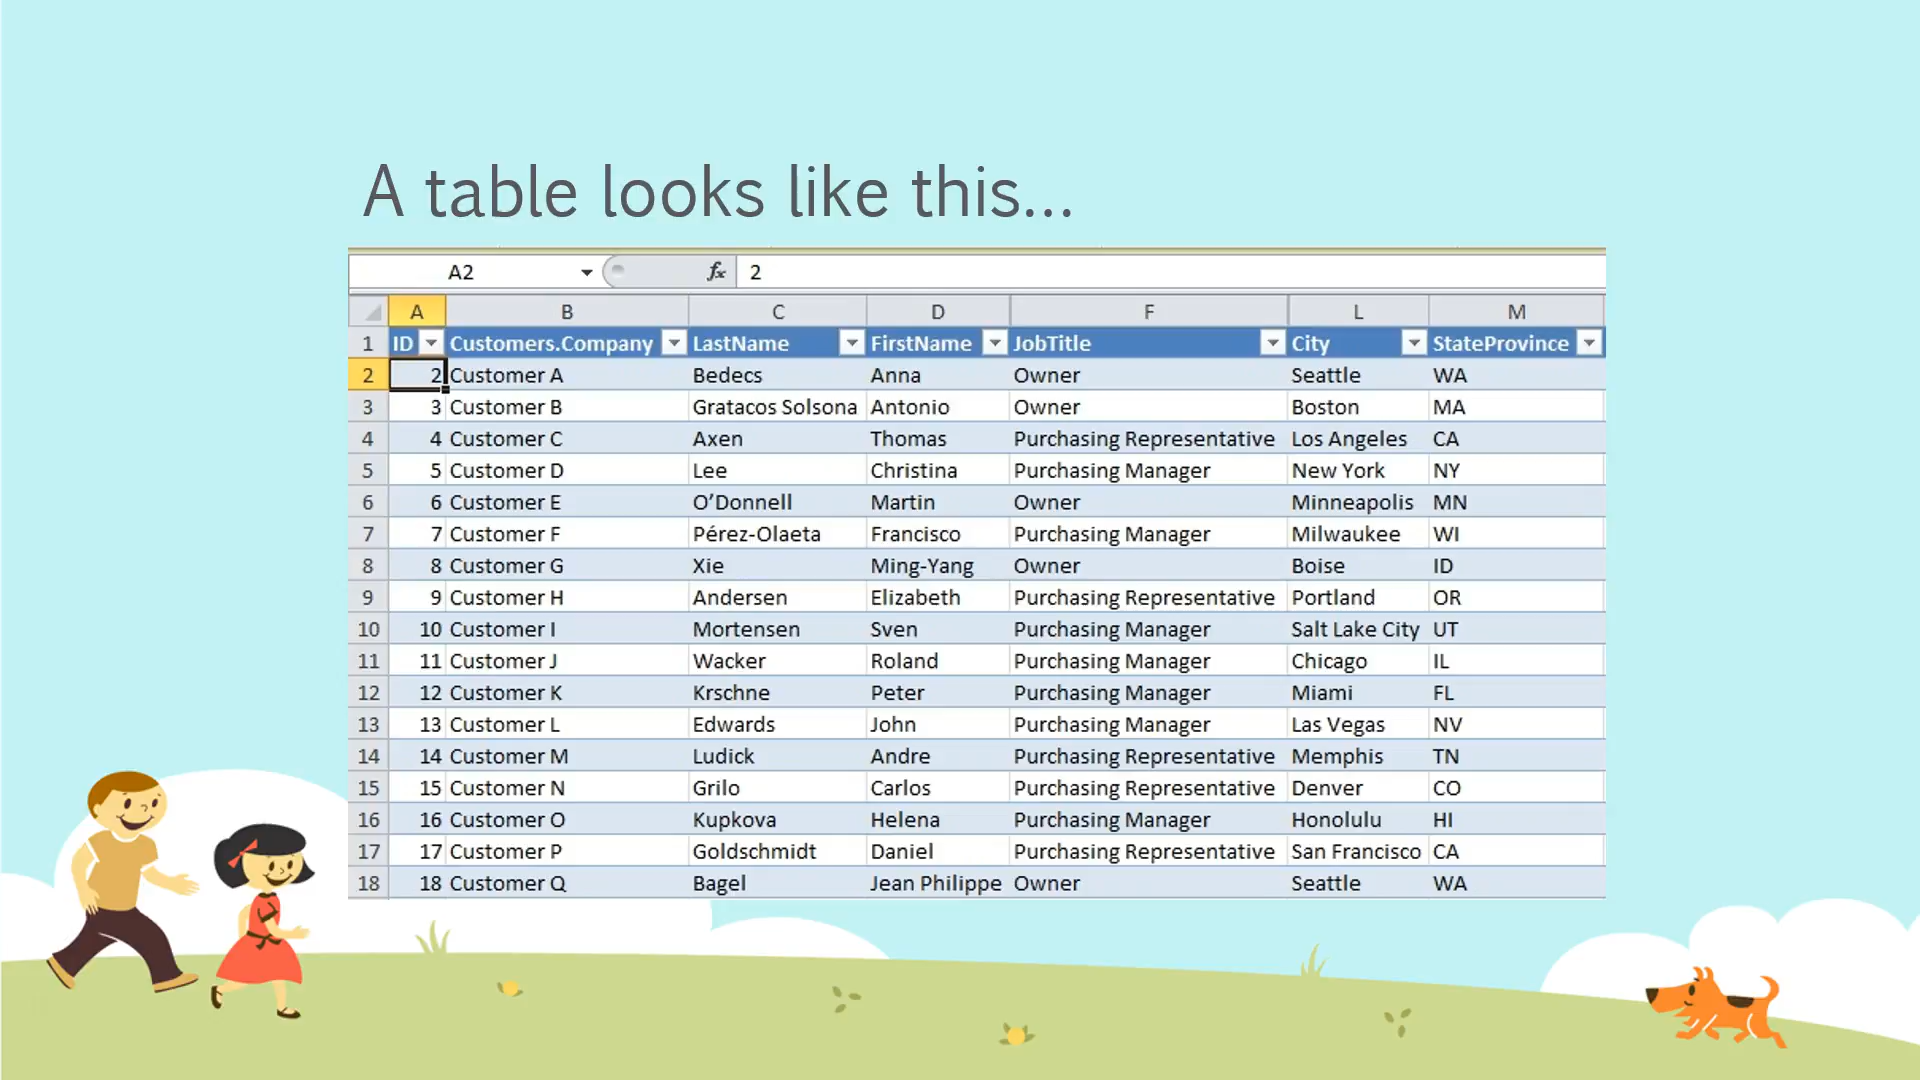 A table looks like this...
A2 fx 2
A B C D F L M
1 ID Customers.Company LastName FirstName JobTitle City StateProvince
2 2 Customer A Bedecs Anna Owner Seattle WA
3 3 Customer B Gratacos Solsona Antonio Owner Boston MA
4 4 Customer C Axen Thomas Purchasing Representative Los Angeles CA
5 5 Customer D Lee Christina Purchasing Manager New York NY
6 6 Customer E O’Donnell Martin Owner Minneapolis MN
7 7 Customer F Pérez-Olaeta Francisco Purchasing Manager Milwaukee WI
8 8 Customer G Xie Ming-Yang Owner Boise ID
9 9 Customer H Andersen Elizabeth Purchasing Representative Portland OR
10 10 Customer I Mortensen Sven Purchasing Manager Salt Lake City UT
11 11 Customer J Wacker Roland Purchasing Manager Chicago IL
12 12 Customer K Krschne Peter Purchasing Manager Miami FL
13 13 Customer L Edwards John Purchasing Manager Las Vegas NV
14 14 Customer M Ludick Andre Purchasing Representative Memphis TN
15 15 Customer N Grilo Carlos Purchasing Representative Denver CO
16 16 Customer O Kupkova Helena Purchasing Manager Honolulu HI
17 17 Customer P Goldschmidt Daniel Purchasing Representative San Francisco CA
18 18 Customer Q Bagel Jean Philippe Owner Seattle WA